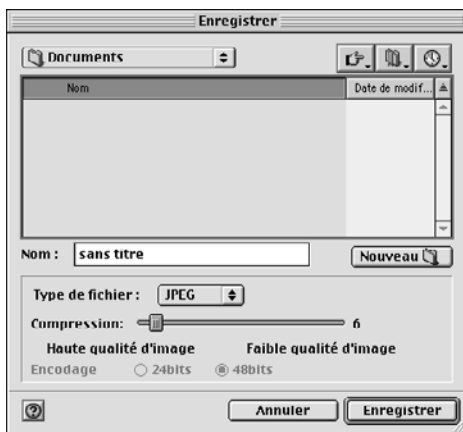 Enregistrer
Documents
Nom Date de modif...
Nom : sans titre
Nouveau
Type de fichier : JPEG
Compression: 6
Haute qualité d'image Faible qualité d'image
Encodage 24bits 48bits
? Annuler Enregistrer